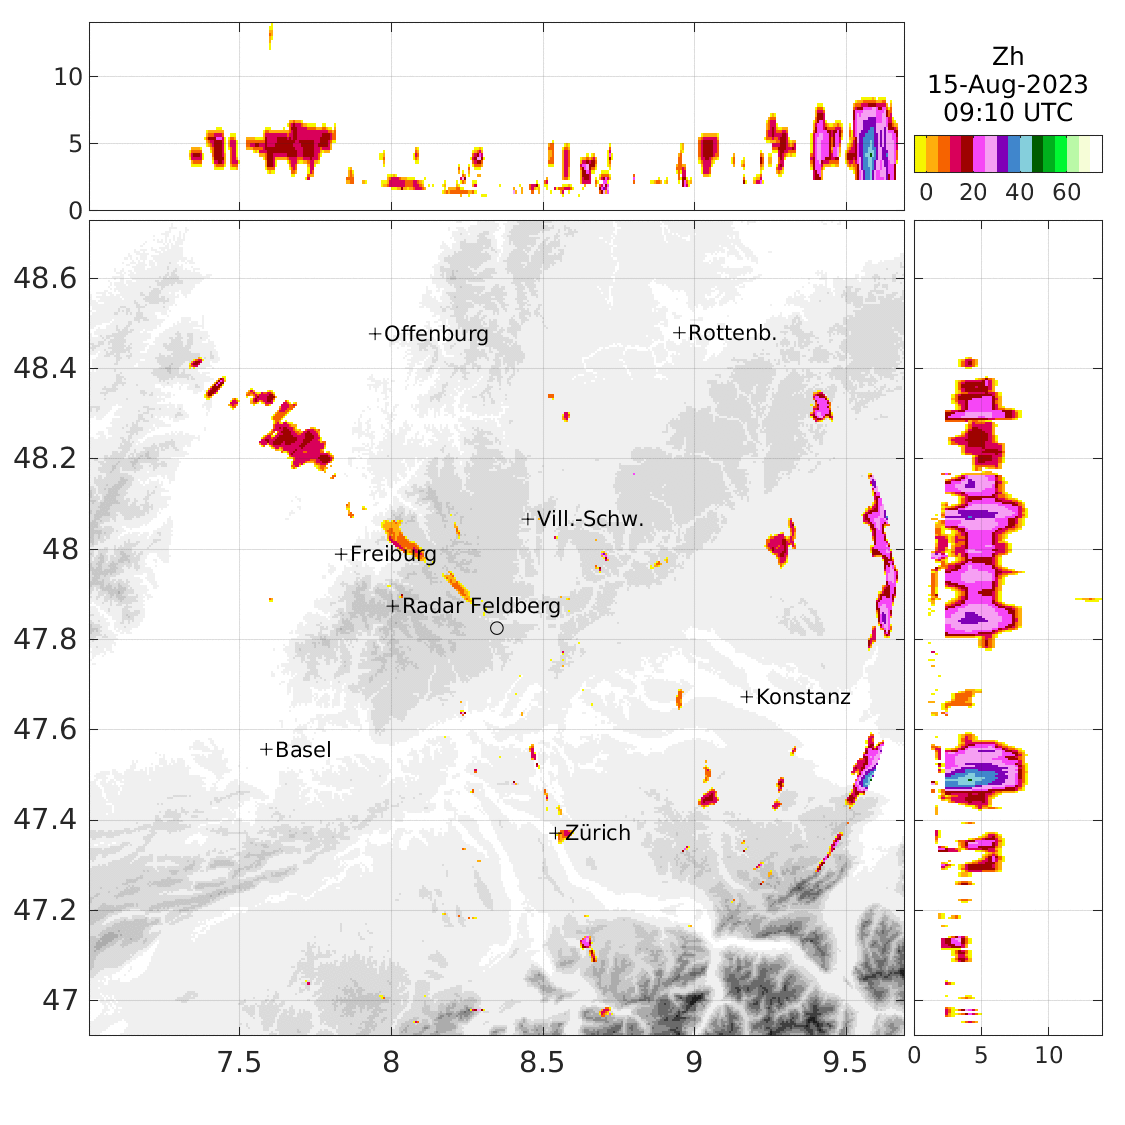 Zh
15-Aug-2023
09:10 UTC
0 20 40 60
10
5
0
48.6
48.4
48.2
48
47.8
47.6
47.4
47.2
47
Offenburg
Rottenb.
Vill.-Schw.
Freiburg
Radar Feldberg
Konstanz
Basel
Zürich
7.5 8 8.5 9 9.5
0 5 10